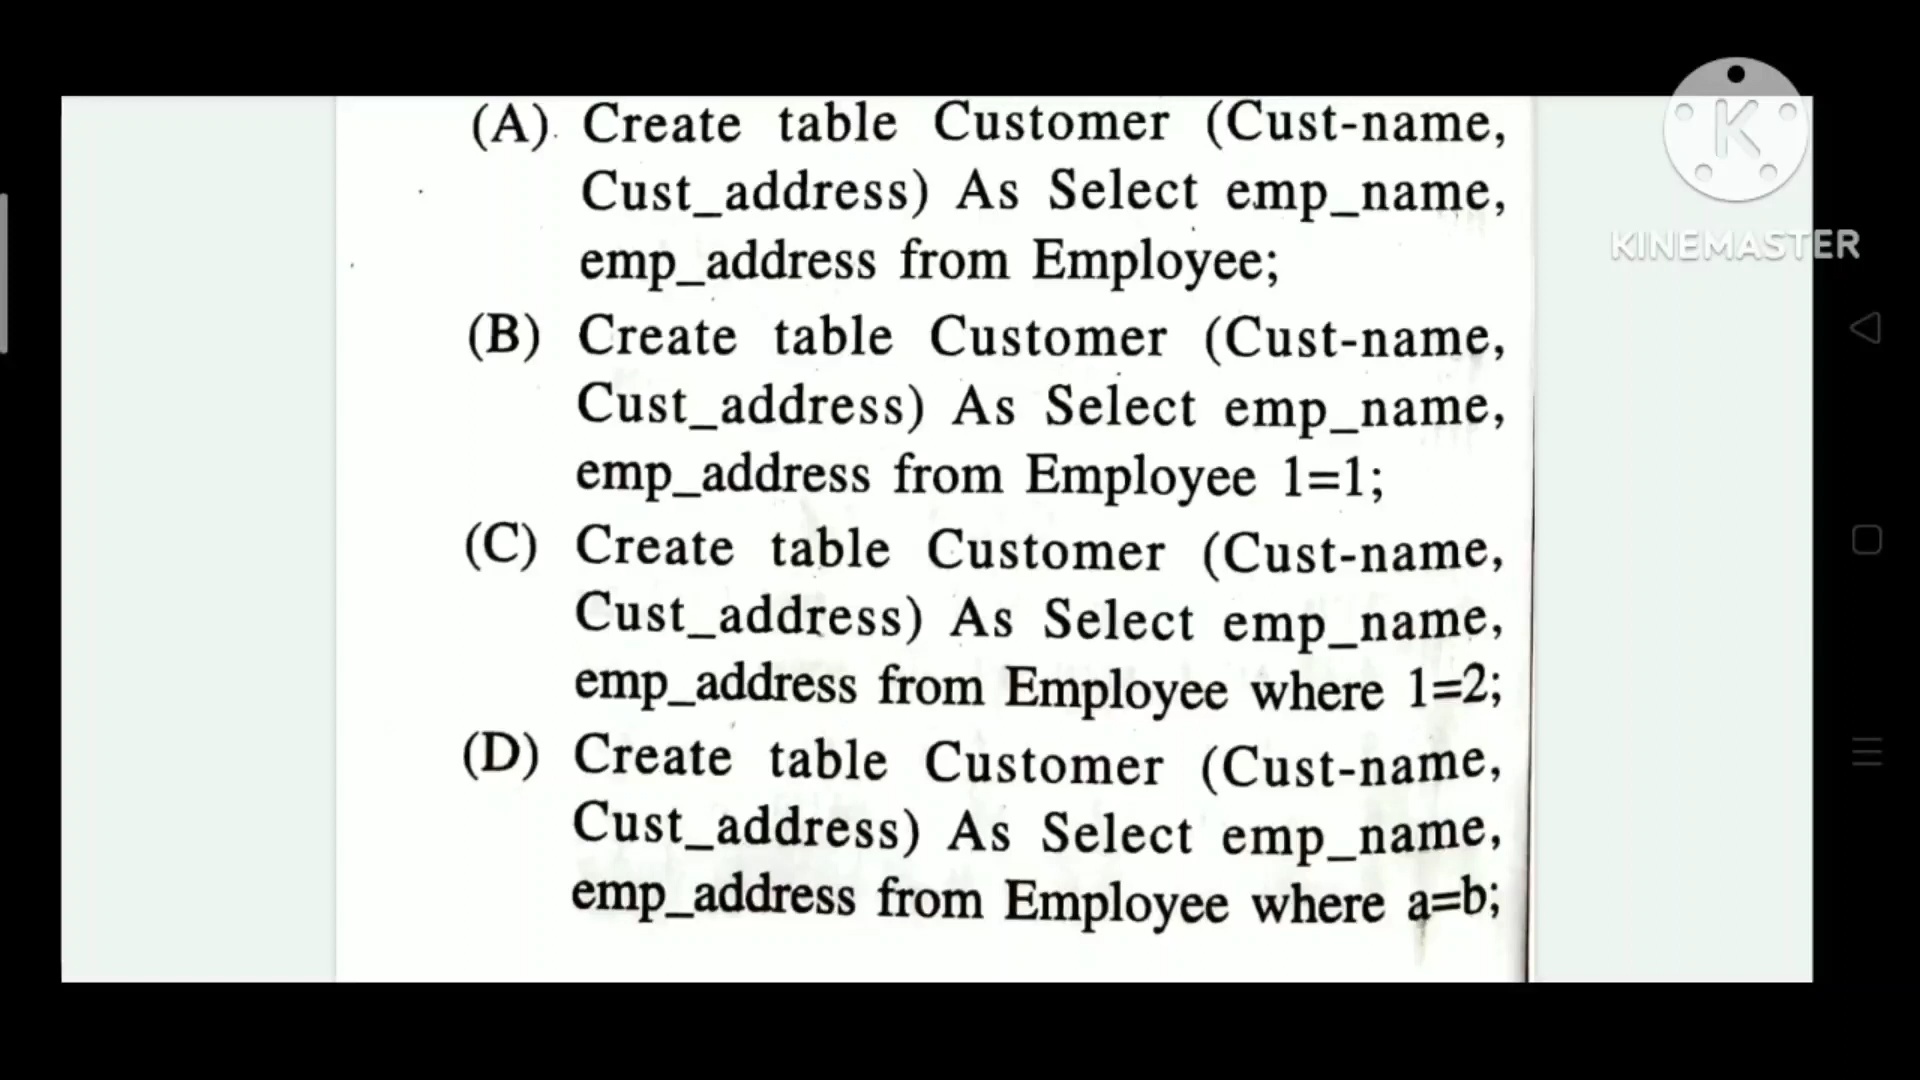 (A). Create table Customer (Cust-name,
Cust_address) As Select emp_name,
emp_address from Employee;
(B) Create table Customer (Cust-name,
Cust_address) As Select emp_name,
emp_address from Employee 1=1;
(C) Create table Customer (Cust-name,
Cust_address) As Select emp_name,
emp_address from Employee where 1=2;
(D) Create table Customer (Cust-name,
Cust_address) As Select emp_name,
emp_address from Employee where a=b;
K
KINEMASTER